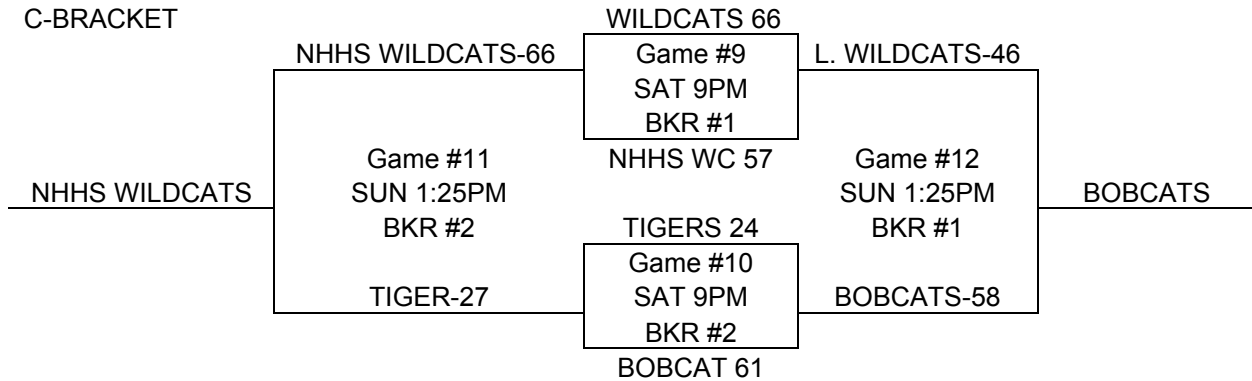 C-BRACKET
WILDCATS 66
NHHS WILDCATS-66
Game #9
SAT 9PM
BKR #1
L. WILDCATS-46
NHHS WC 57
Game #11
SUN 1:25PM
BKR #2
Game #12
SUN 1:25PM
BKR #1
NHHS WILDCATS
BOBCATS
TIGERS 24
TIGER-27
Game #10
SAT 9PM
BKR #2
BOBCATS-58
BOBCAT 61